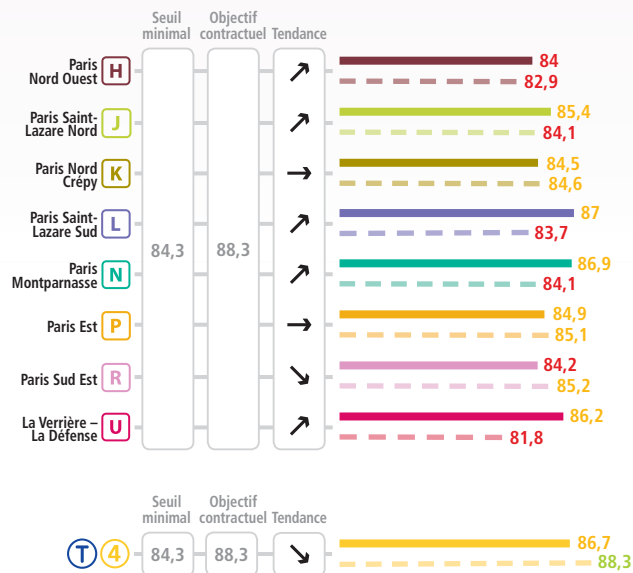 Seuil minimal
Objectif contractuel
Tendance
Paris
Nord Ouest
H
84
82,9
Paris Saint-
Lazare Nord
J
85,4
84,1
Paris Nord
Crépy
K
84,5
84,6
Paris Saint-
Lazare Sud
L
87
83,7
84,3
88,3
Paris
Montparnasse
N
86,9
84,1
Paris Est
P
84,9
85,1
Paris Sud Est
R
84,2
85,2
La Verrière –
La Défense
U
86,2
81,8
Seuil minimal
Objectif contractuel
Tendance
T 4
84,3
88,3
86,7
88,3